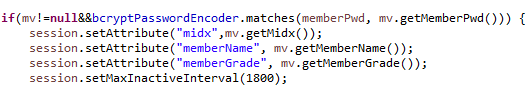 if(mv!=null&&bcryptPasswordEncoder.matches(memberPwd, mv.getMemberPwd())) {
session.setAttribute("midx",mv.getMidx());
session.setAttribute("memberName", mv.getMemberName());
session.setAttribute("memberGrade", mv.getMemberGrade());
session.setMaxInactiveInterval(1800);